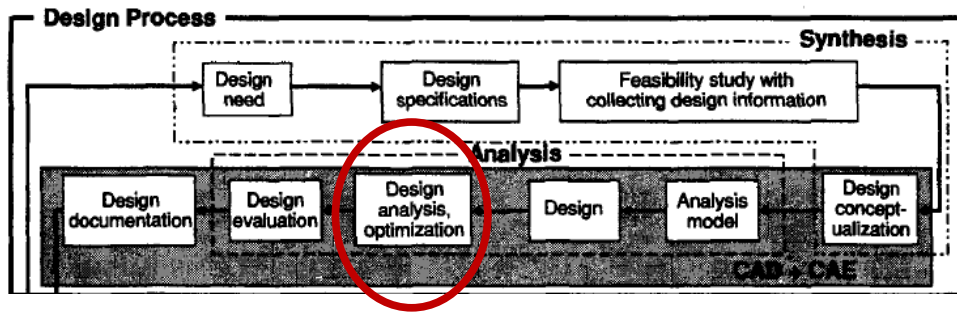 Design Process
Synthesis
Design
need
Design
specifications
Feasibility study with
collecting design information
Analysis
Design
documentation
Design
evaluation
Design
analysis,
optimization
Design
Analysis
model
Design
concept-
ualization
CAD + CAE